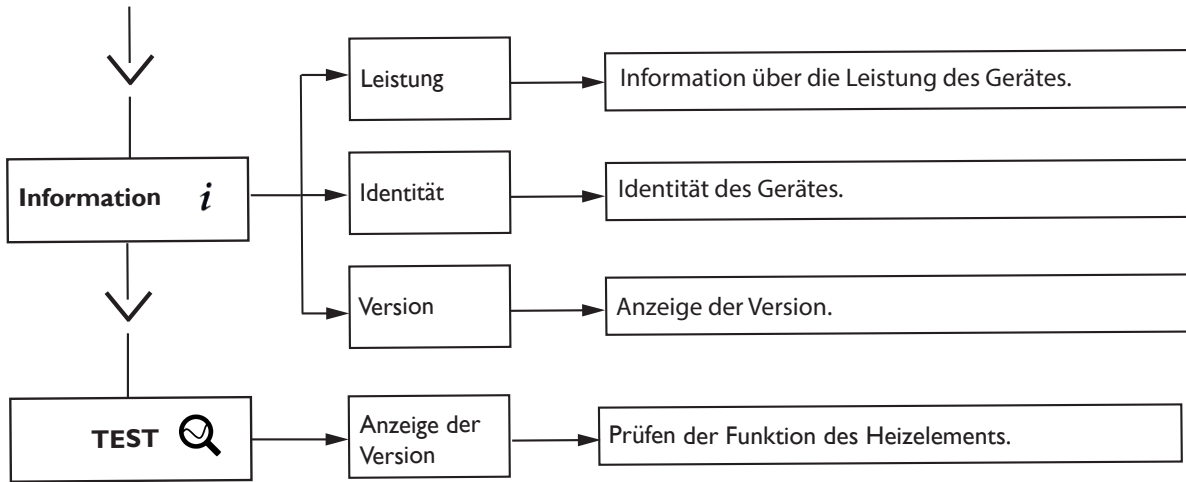 Leistung
Information über die Leistung des Gerätes.
Information i
Identität
Identität des Gerätes.
Version
Anzeige der Version.
TEST
Anzeige der
Version
Prüfen der Funktion des Heizelements.